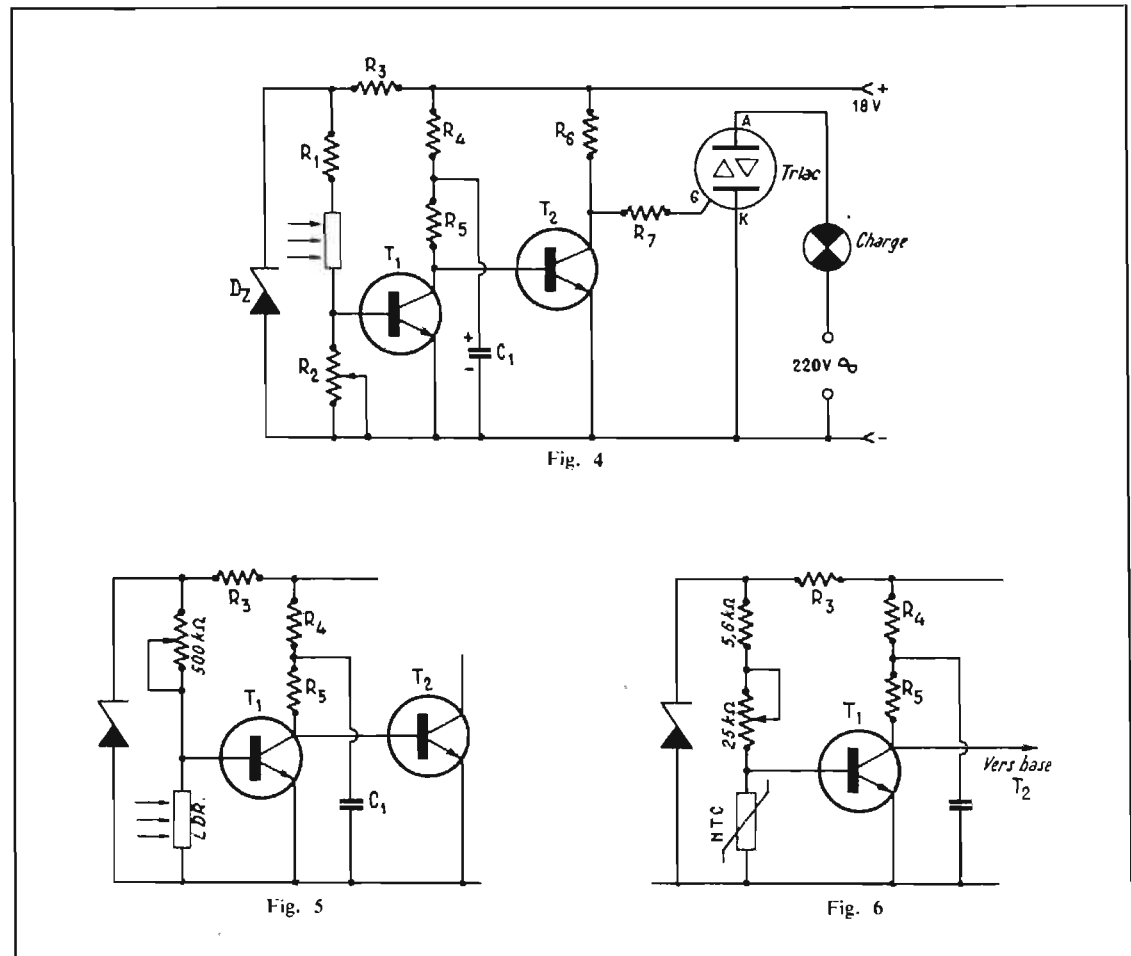 R3
+
18 V
R4
R6
A
R1
Triac
G
K
R5
T2
R7
Charge
T1
DZ
+
C1
-
R2
220V
-
Fig. 4
R3
R4
500 kΩ
T2
T1
R5
C1
LDR.
Fig. 5
R3
5,6 kΩ
R4
T1
R5
25 kΩ
Vers base
T2
NTC
Fig. 6